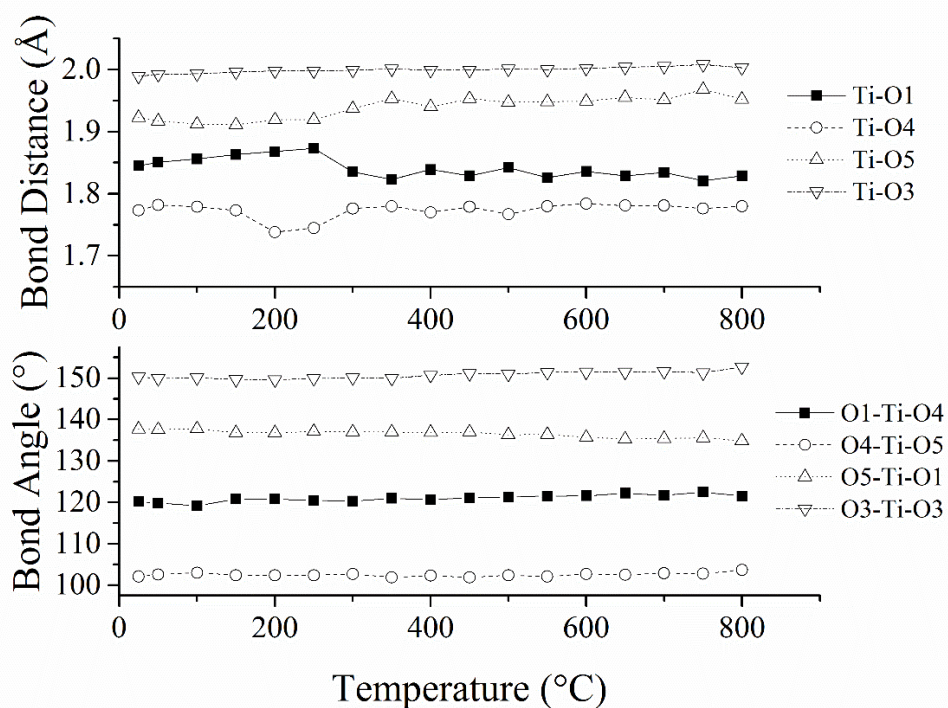 Bond Distance (Å)
2.0
1.9
1.8
1.7
0
200
400
600
800
Ti-O1
Ti-O4
Ti-O5
Ti-O3
Bond Angle (°)
150
140
130
120
110
100
0
200
400
600
800
O1-Ti-O4
O4-Ti-O5
O5-Ti-O1
O3-Ti-O3
Temperature (°C)